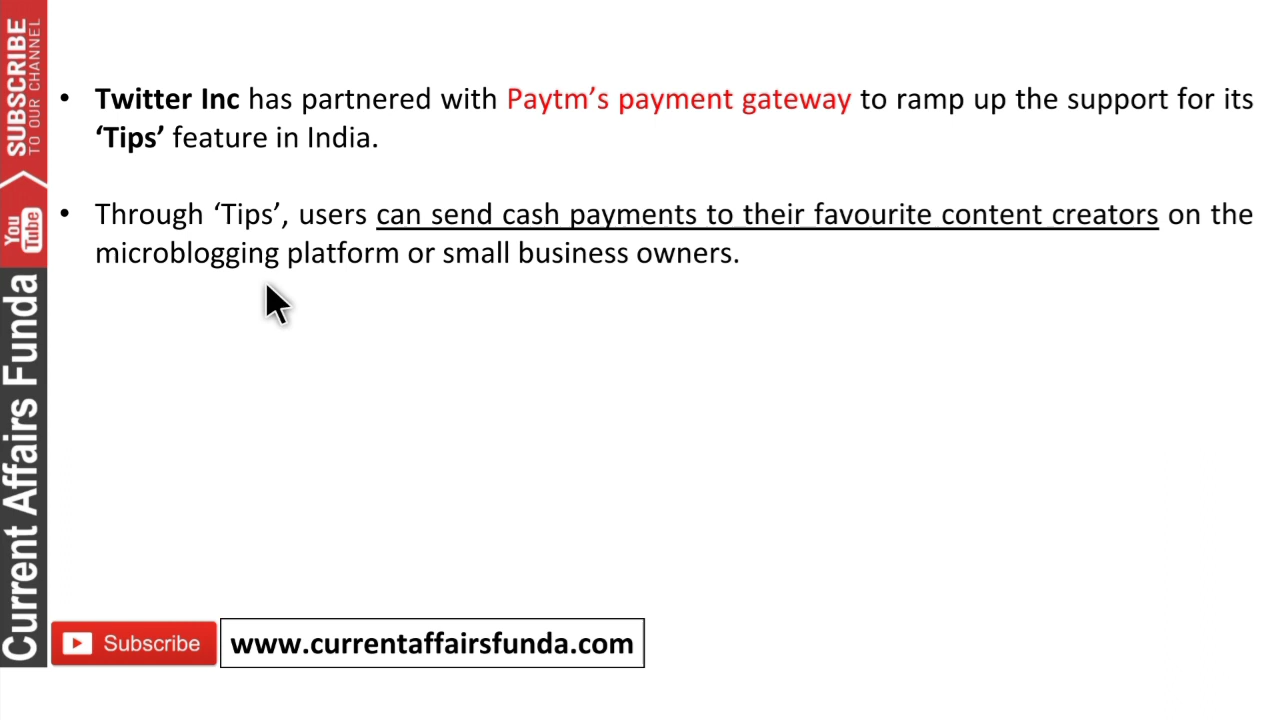 SUBSCRIBE
TO OUR CHANNEL
You
Tube
Current Affairs Funda
• Twitter Inc has partnered with Paytm’s payment gateway to ramp up the support for its
‘Tips’ feature in India.
• Through ‘Tips’, users can send cash payments to their favourite content creators on the
microblogging platform or small business owners.
Subscribe
www.currentaffairsfunda.com